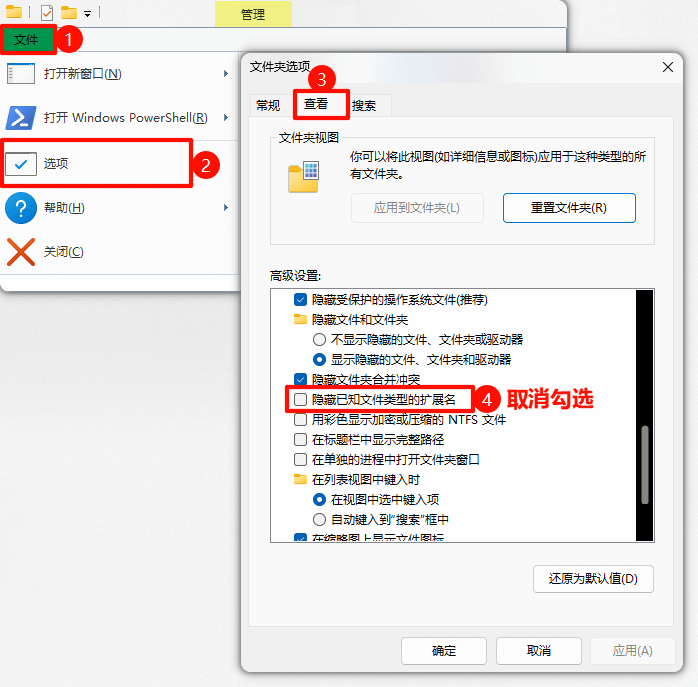 管理
文件
1
打开新窗口(N)
打开 Windows PowerShell(R)
选项
2
帮助(H)
关闭(C)
文件夹选项
3
常规
查看
搜索
文件夹视图
你可以将此视图(如详细信息或图标)应用于这种类型的所
有文件夹。
应用到文件夹(L)
重置文件夹(R)
高级设置:
隐藏受保护的操作系统文件(推荐)
隐藏文件和文件夹
不显示隐藏的文件、文件夹或驱动器
显示隐藏的文件、文件夹和驱动器
隐藏文件夹合并冲突
隐藏已知文件类型的扩展名
4 取消勾选
用彩色显示加密或压缩的 NTFS 文件
在标题栏中显示完整路径
在单独的进程中打开文件夹窗口
在列表视图中键入时
在视图中选中键入项
自动键入到“搜索”框中
在缩略图上显示文件图标
还原为默认值(D)
确定
取消
应用(A)